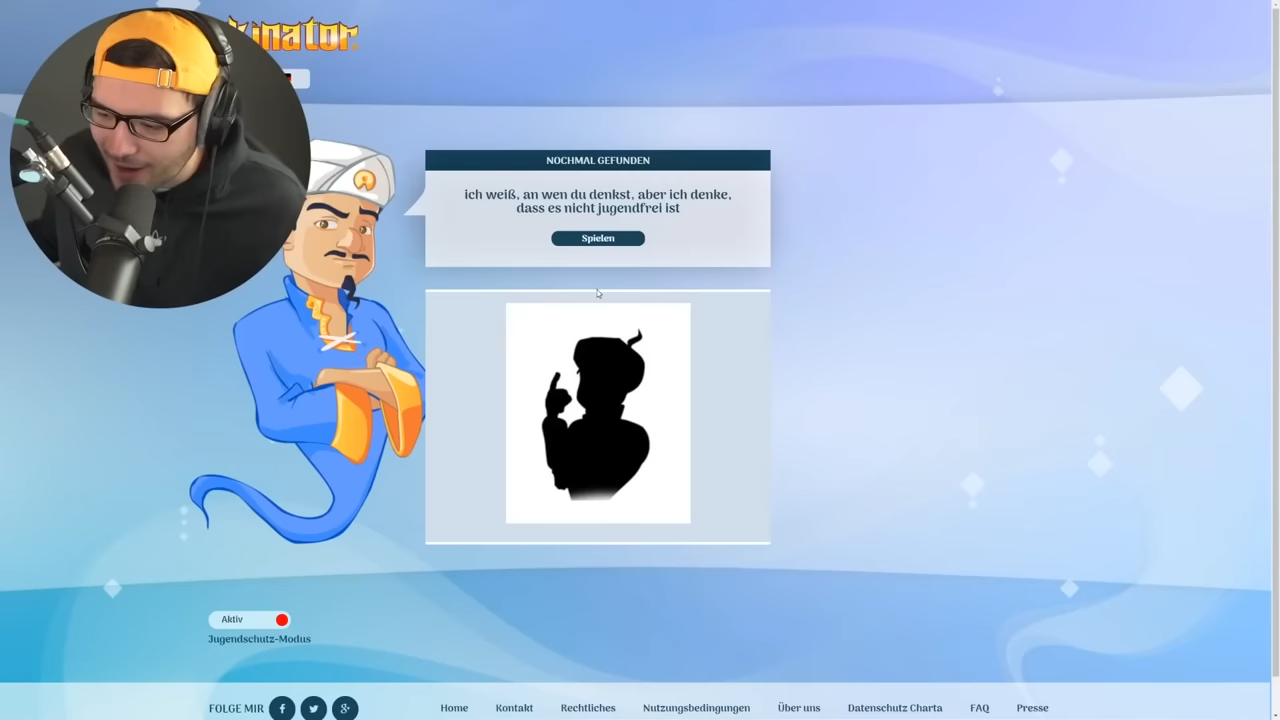 kinator
NOCHMAL GEFUNDEN
ich weiß, an wen du denkst, aber ich denke,
dass es nicht jugendfrei ist
Spielen
Aktiv
Jugendschutz-Modus
FOLGE MIR
Home Kontakt Rechtliches Nutzungsbedingungen Über uns Datenschutz Charta FAQ Presse